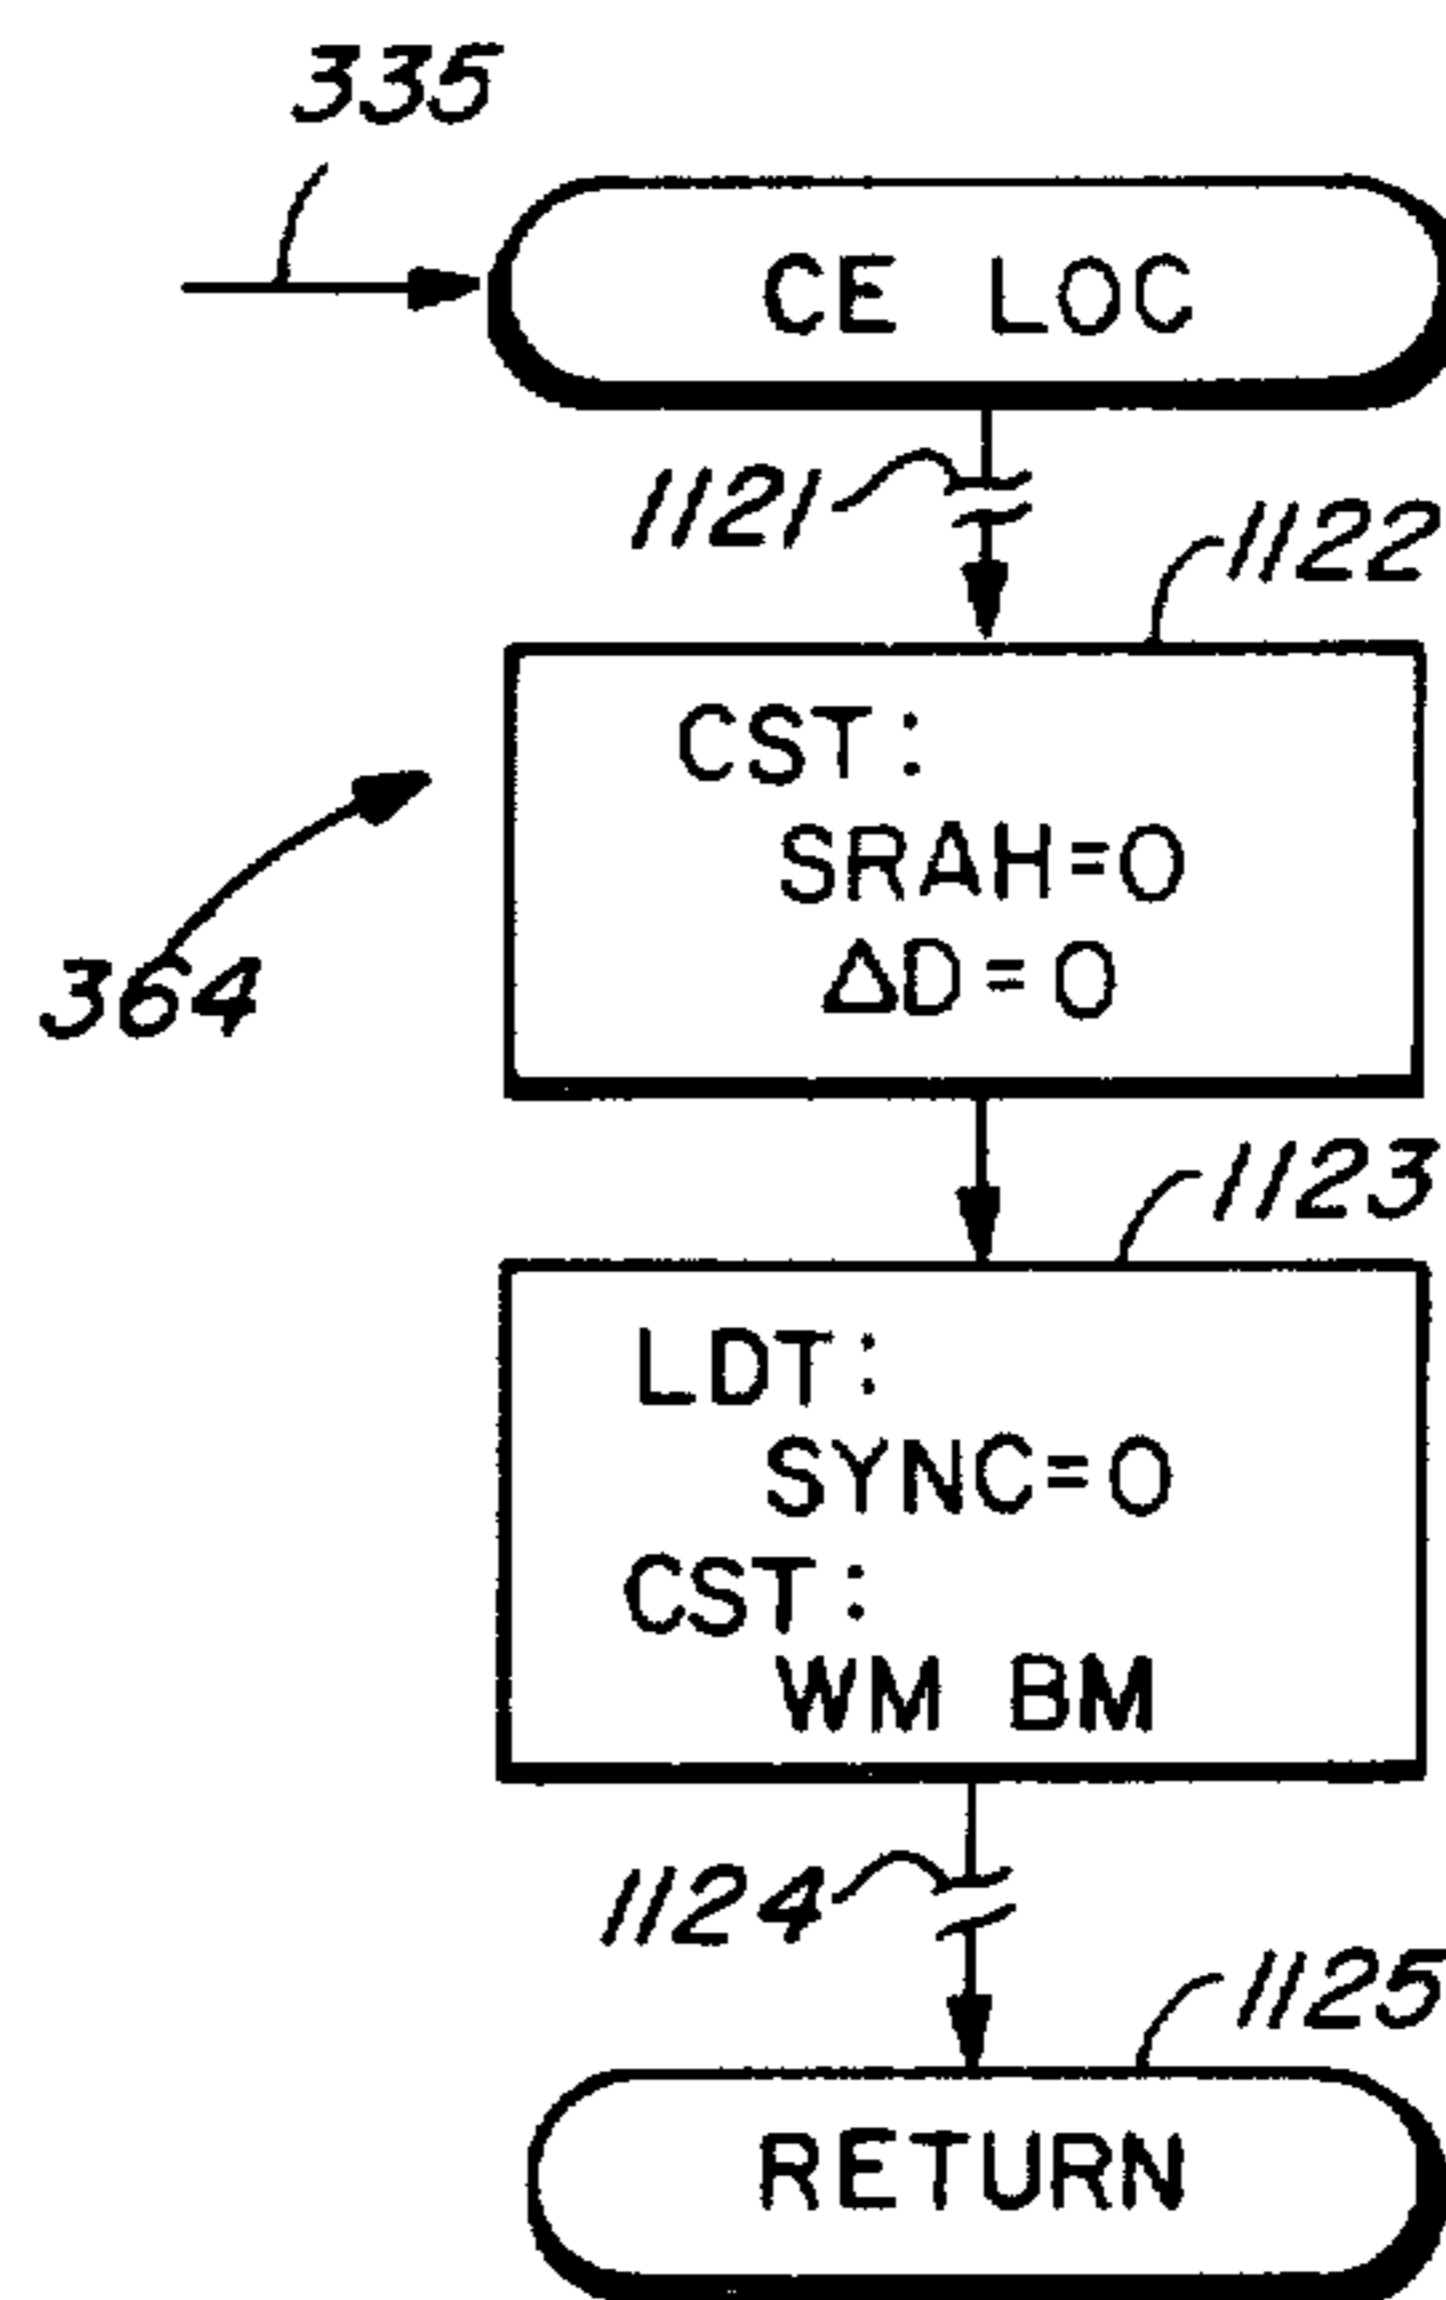 335
CE LOC
1121
1122
CST:
SRAH=0
ΔD=0
364
1123
LDT:
SYNC=0
CST:
WM BM
1124
1125
RETURN